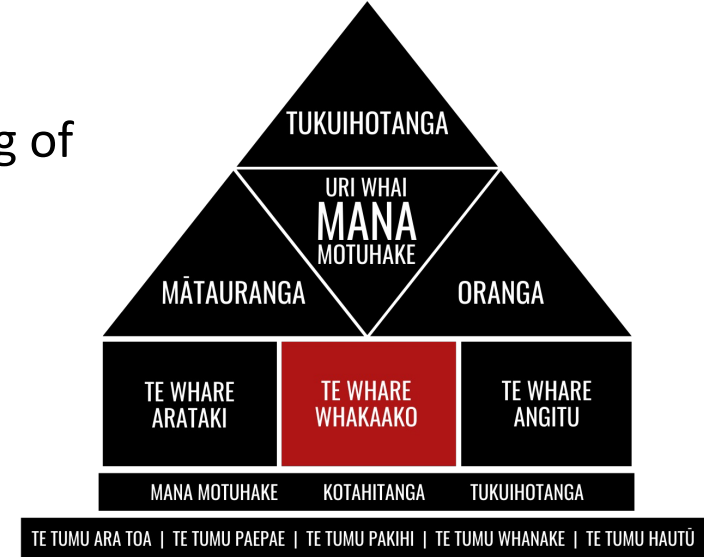 TUKUIHOTANGA
g of
URI WHAI
MANA
MOTUHAKE
MĀTAURANGA
ORANGA
TE WHARE
ARATAKI
TE WHARE
WHAKAAKO
TE WHARE
ANGITU
MANA MOTUHAKE KOTAHITANGA TUKUIHOTANGA
TE TUMU ARA TOA | TE TUMU PAEPAE | TE TUMU PAKIHI | TE TUMU WHANAKE | TE TUMU HAUTŪ